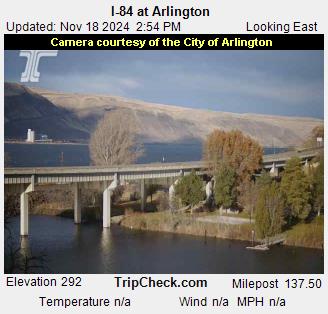 I-84 at Arlington
Updated: Nov 18 2024 2:54 PM Looking East
Camera courtesy of the City of Arlington
Elevation 292 TripCheck.com Milepost 137.50
Temperature n/a Wind n/a MPH n/a